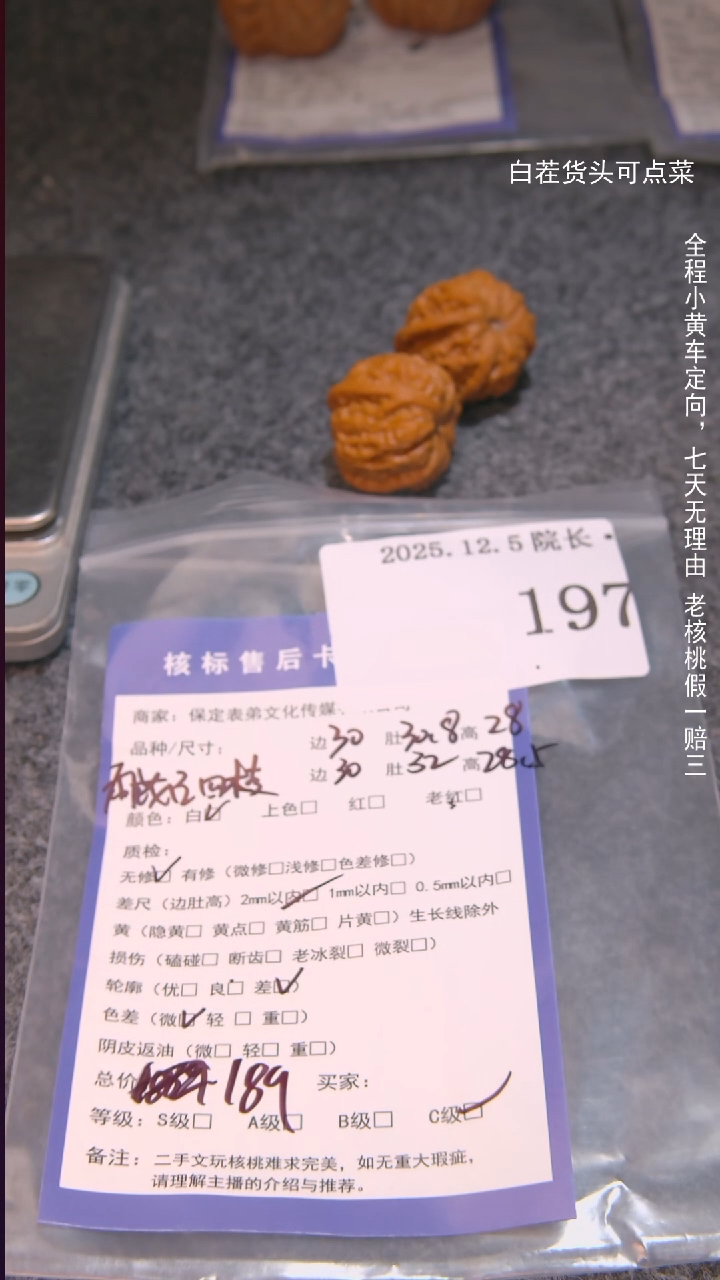 白茬货头可点菜
全程小黄车定向，七天无理由 老核桃假一赔三
2025.12.5 院长·
197
核标售后卡
商家：保定表弟文化传媒
品种/尺寸： 边30 肚 高28
边30 肚32 高28.5
四枝
颜色：白□ 上色□ 红□ 老红□
质检：
无修□ 有修（微修□浅修□色差修□）
差尺（边肚高）2mm以内□ 1mm以内□ 0.5mm以内□
黄（隐黄□ 黄点□ 黄筋□ 片黄□）生长线除外
损伤（磕碰□ 断齿□ 老冰裂□ 微裂□）
轮廓（优□ 良□ 差□）
色差（微□ 轻 □ 重□）
阴皮返油（微□ 轻□ 重□）
总价 189 买家：
等级：S级□ A级□ B级□ C级□
备注：二手文玩核桃难求完美，如无重大瑕疵，
请理解主播的介绍与推荐。